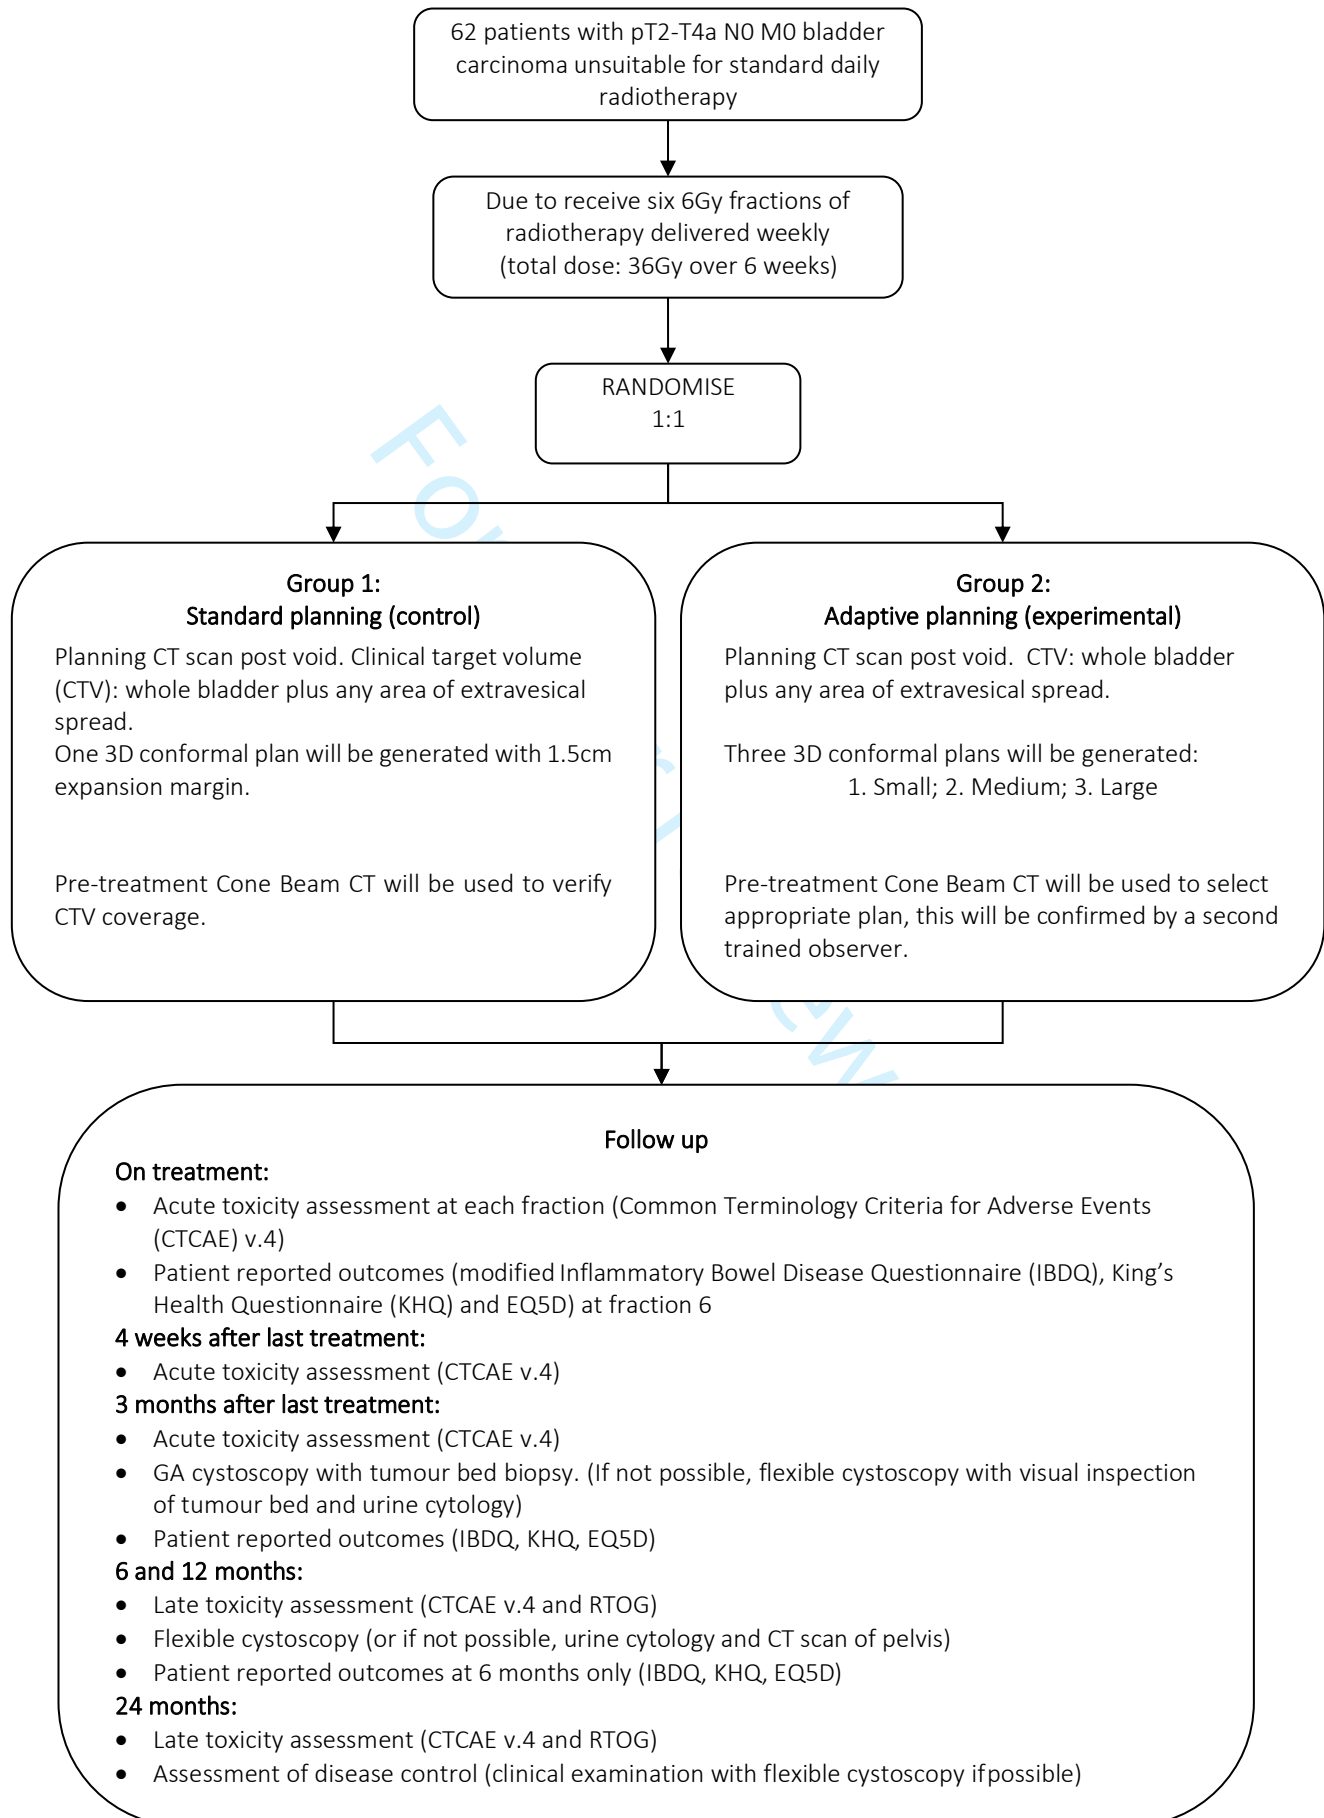 62 patients with pT2-T4a N0 M0 bladder
carcinoma unsuitable for standard daily
radiotherapy
Due to receive six 6Gy fractions of
radiotherapy delivered weekly
(total dose: 36Gy over 6 weeks)
RANDOMISE
1:1
Group 1:
Standard planning (control)
Planning CT scan post void. Clinical target volume
(CTV): whole bladder plus any area of extravesical
spread.
One 3D conformal plan will be generated with 1.5cm
expansion margin.
Pre-treatment Cone Beam CT will be used to verify
CTV coverage.
Group 2:
Adaptive planning (experimental)
Planning CT scan post void.  CTV: whole bladder
plus any area of extravesical spread.
Three 3D conformal plans will be generated:
1. Small; 2. Medium; 3. Large
Pre-treatment Cone Beam CT will be used to select
appropriate plan, this will be confirmed by a second
trained observer.
Follow up
On treatment:
• Acute toxicity assessment at each fraction (Common Terminology Criteria for Adverse Events
(CTCAE) v.4)
• Patient reported outcomes (modified Inflammatory Bowel Disease Questionnaire (IBDQ), King’s
Health Questionnaire (KHQ) and EQ5D) at fraction 6
4 weeks after last treatment:
• Acute toxicity assessment (CTCAE v.4)
3 months after last treatment:
• Acute toxicity assessment (CTCAE v.4)
• GA cystoscopy with tumour bed biopsy. (If not possible, flexible cystoscopy with visual inspection
of tumour bed and urine cytology)
• Patient reported outcomes (IBDQ, KHQ, EQ5D)
6 and 12 months:
• Late toxicity assessment (CTCAE v.4 and RTOG)
• Flexible cystoscopy (or if not possible, urine cytology and CT scan of pelvis)
• Patient reported outcomes at 6 months only (IBDQ, KHQ, EQ5D)
24 months:
• Late toxicity assessment (CTCAE v.4 and RTOG)
• Assessment of disease control (clinical examination with flexible cystoscopy ifpossible)